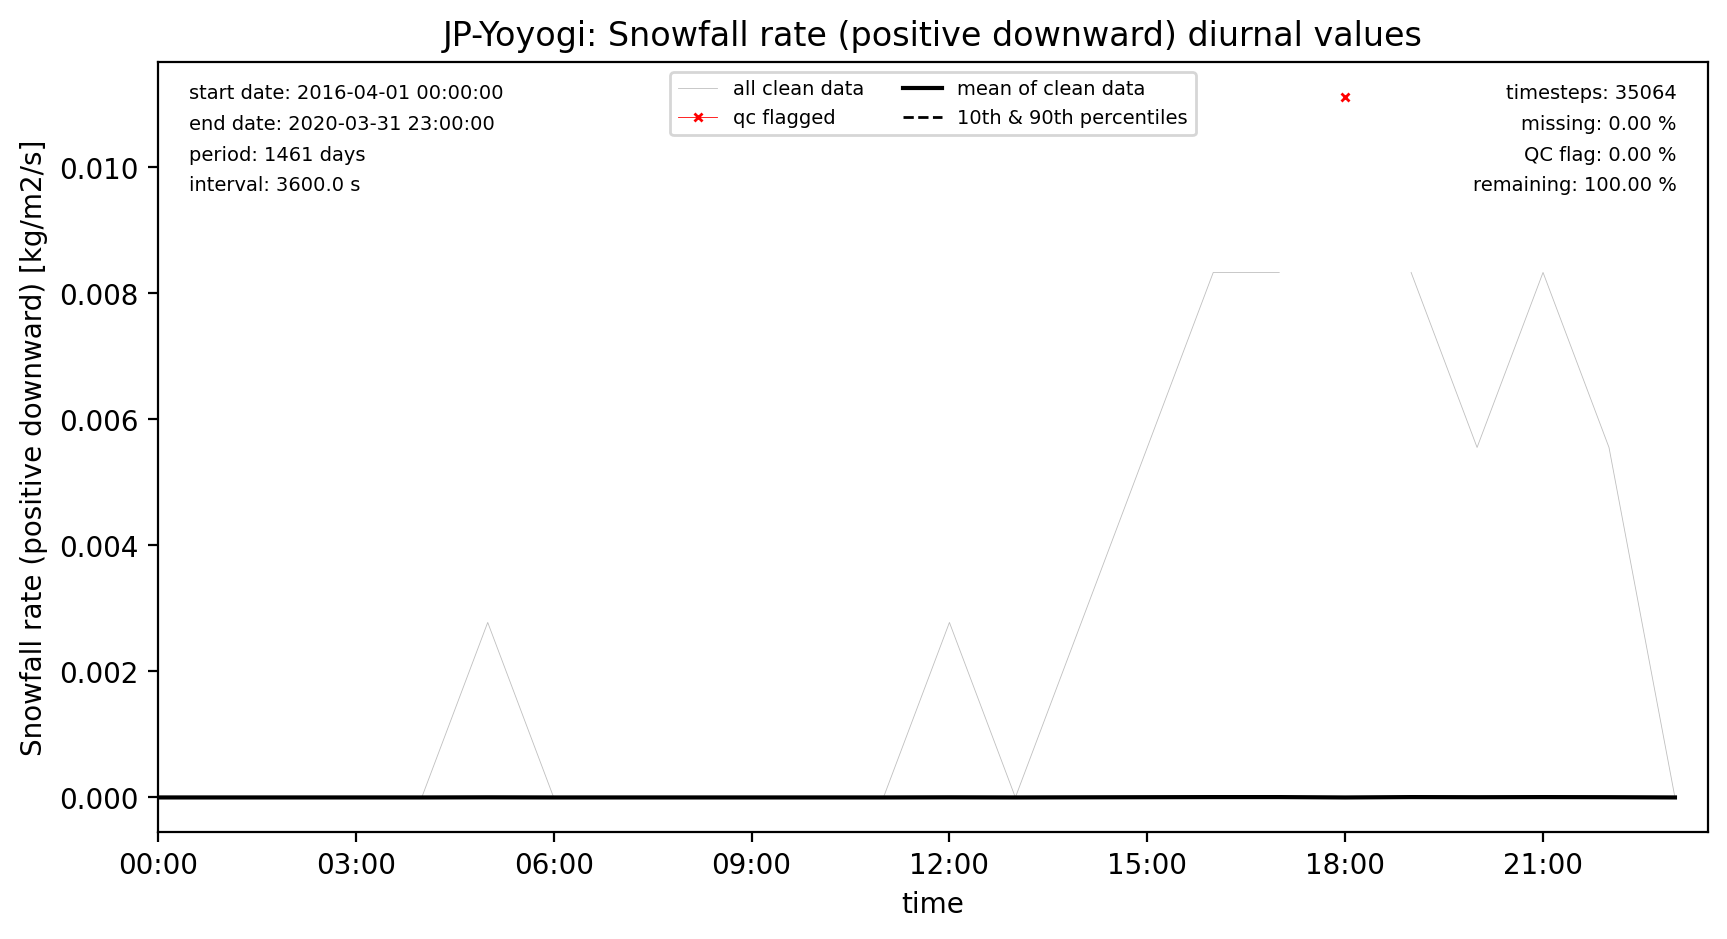 JP-Yoyogi: Snowfall rate (positive downward) diurnal values
start date: 2016-04-01 00:00:00
end date: 2020-03-31 23:00:00
period: 1461 days
interval: 3600.0 s
all clean data
qc flagged
mean of clean data
10th & 90th percentiles
timesteps: 35064
missing: 0.00 %
QC flag: 0.00 %
remaining: 100.00 %
Snowfall rate (positive downward) [kg/m2/s]
0.010
0.008
0.006
0.004
0.002
0.000
00:00 03:00 06:00 09:00 12:00 15:00 18:00 21:00
time